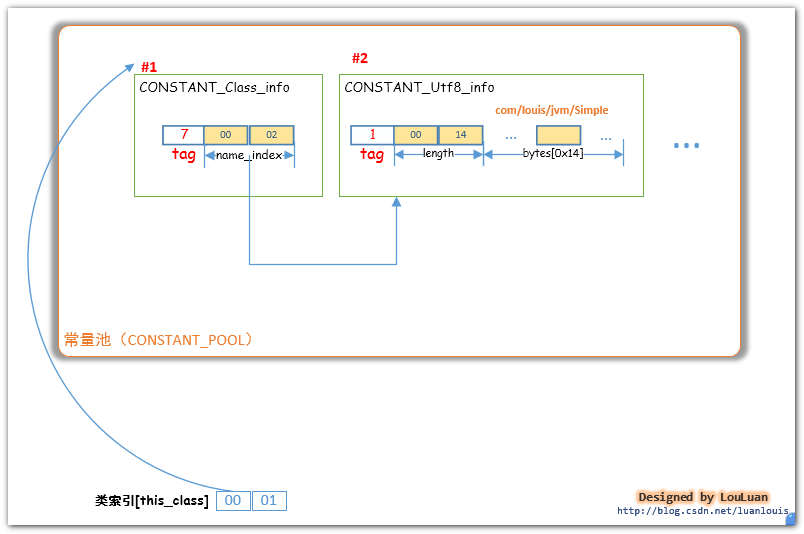 #1
#2
CONSTANT_Class_info
CONSTANT_Utf8_info
com/louis/jvm/Simple
7 00 02
1 00 14 ... ...
tag name_index
tag length bytes[0x14]
...
常量池（CONSTANT_POOL）
类索引[this_class] 00 01
Designed by LouLuan
http://blog.csdn.net/luanlouis